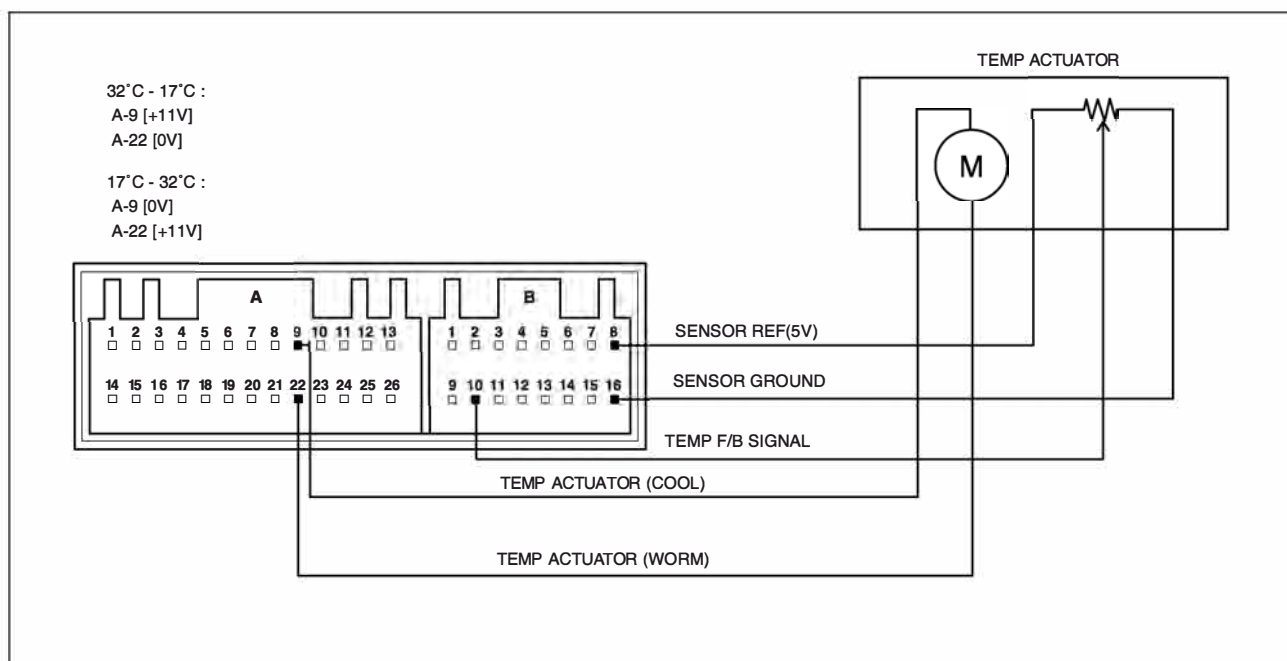 TEMP ACTUATOR
32°C - 17°C :
A-9 [+11V]
A-22 [0V]
17°C - 32°C :
A-9 [0V]
A-22 [+11V]
M
A B
1 2 3 4 5 6 7 8 9 10 11 12 13 1 2 3 4 5 6 7 8
SENSOR REF(5V)
14 15 16 17 18 19 20 21 22 23 24 25 26 9 10 11 12 13 14 15 16
SENSOR GROUND
TEMP F/B SIGNAL
TEMP ACTUATOR (COOL)
TEMP ACTUATOR (WORM)